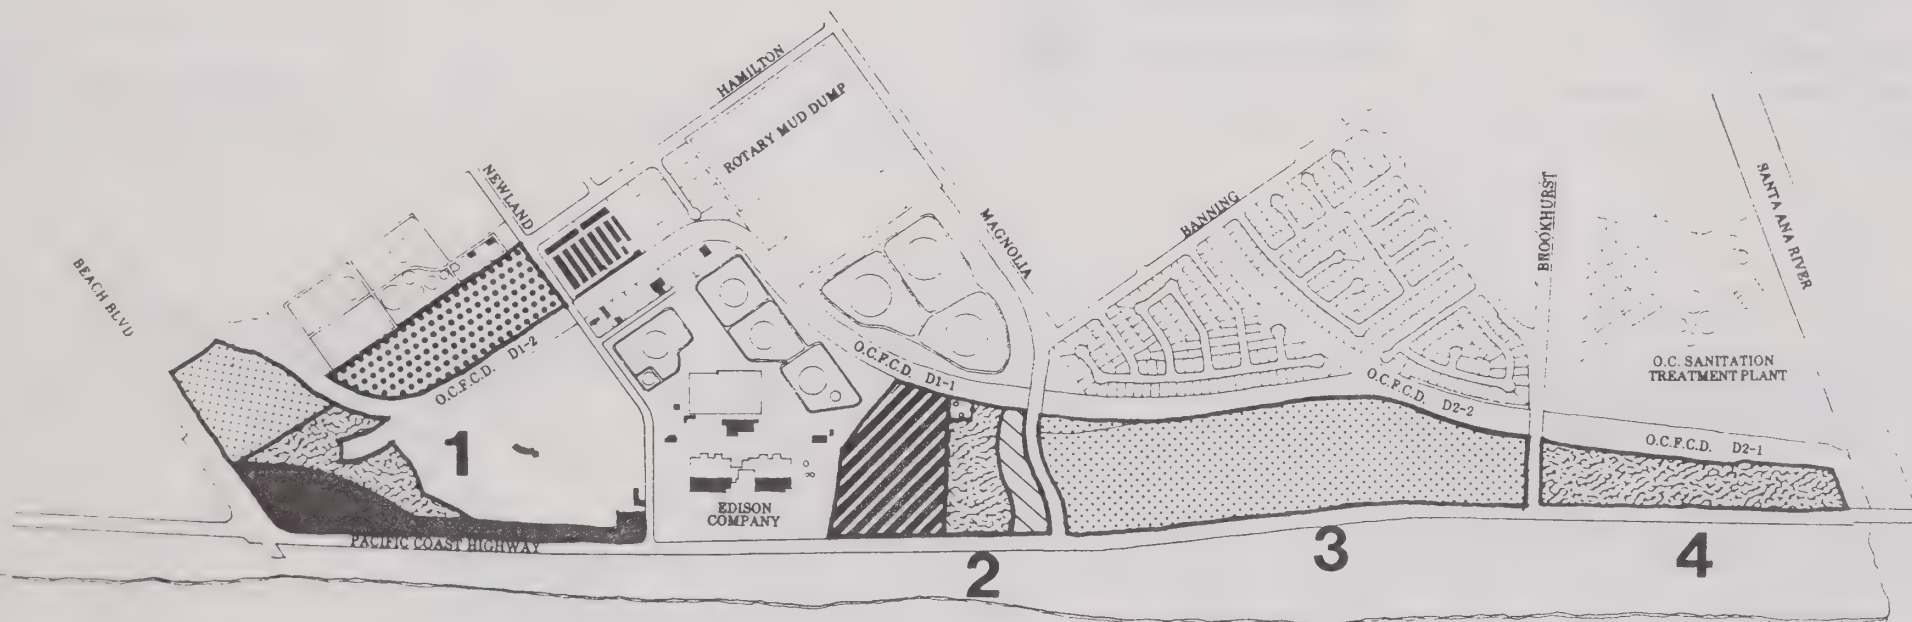 HAMILTON
ROTARY MUD DUMP
NEWLAND
MAGNOLIA
BANNING
BROOKHURST
SANTA ANA RIVER
BEACH BLVD
O.C.F.C.D. D1-2
O.C.F.C.D. D1-1
O.C.F.C.D. D2-2
O.C. SANITATION
TREATMENT PLANT
O.C.F.C.D. D2-1
1
EDISON
COMPANY
PACIFIC COAST HIGHWAY
2
3
4